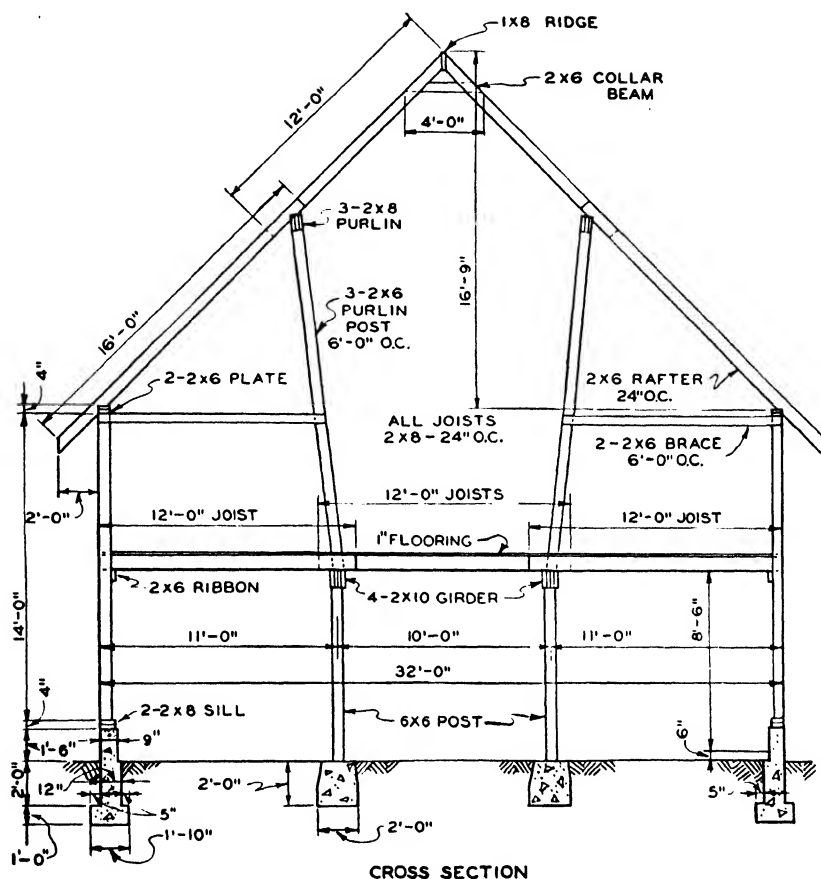 1X8 RIDGE
2X6 COLLAR
BEAM
12'-0"
4'-0"
3-2X8
PURLIN
16'-9"
3-2X6
PURLIN
POST
6'-0" O.C.
16'-0"
4"
2-2X6 PLATE
2X6 RAFTER
24" O.C.
ALL JOISTS
2X8-24" O.C.
2-2X6 BRACE
6'-0" O.C.
2'-0"
12'-0" JOISTS
12'-0" JOIST
12'-0" JOIST
1" FLOORING
2X6 RIBBON
4-2X10 GIRDER
14'-0"
8'-6"
11'-0"
10'-0"
11'-0"
32'-0"
4"
2-2X8 SILL
6X6 POST
1'-6"
9"
6"
2'-0"
12"
2'-0"
5"
5"
1'-0"
1'-10"
2'-0"
CROSS SECTION